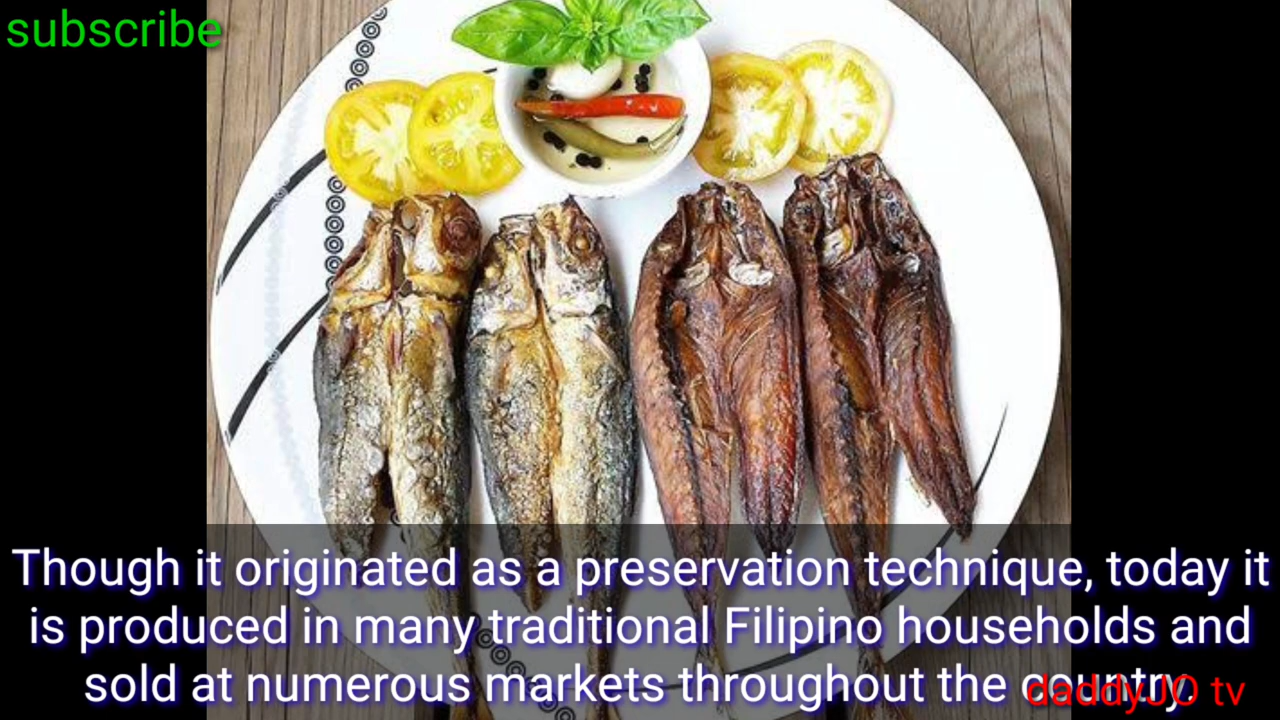 subscribe
Though it originated as a preservation technique, today it
is produced in many traditional Filipino households and
sold at numerous markets throughout the country.
daddyJO tv